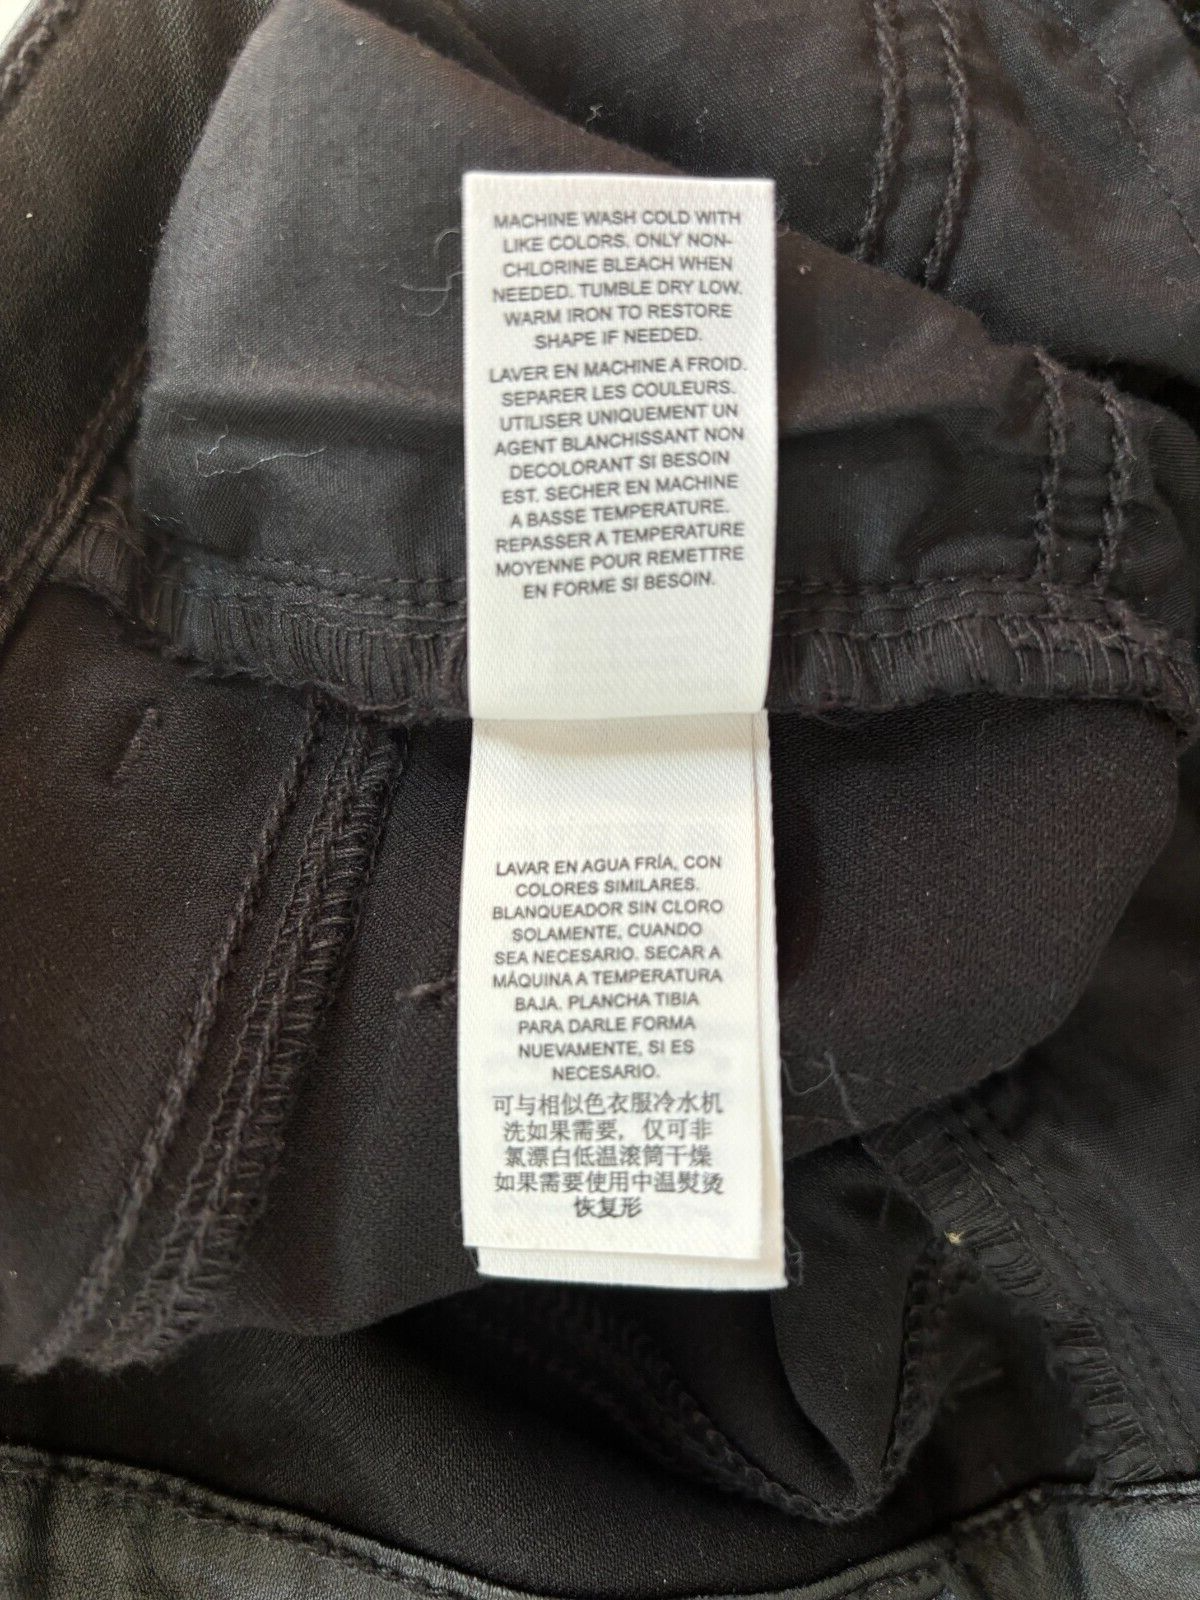 MACHINE WASH COLD WITH
LIKE COLORS. ONLY NON-
CHLORINE BLEACH WHEN
NEEDED. TUMBLE DRY LOW.
WARM IRON TO RESTORE
SHAPE IF NEEDED.
LAVER EN MACHINE A FROID.
SEPARER LES COULEURS.
UTILISER UNIQUEMENT UN
AGENT BLANCHISSANT NON
DECOLORANT SI BESOIN
EST. SECHER EN MACHINE
A BASSE TEMPERATURE.
REPASSER A TEMPERATURE
MOYENNE POUR REMETTRE
EN FORME SI BESOIN.
LAVAR EN AGUA FRÍA, CON
COLORES SIMILARES.
BLANQUEADOR SIN CLORO
SOLAMENTE, CUANDO
SEA NECESARIO. SECAR A
MÁQUINA A TEMPERATURA
BAJA. PLANCHA TIBIA
PARA DARLE FORMA
NUEVAMENTE, SI ES
NECESARIO.
可与相似色衣服冷水机
洗如果需要，仅可非
氯漂白低温滚筒干燥
如果需要使用中温熨烫
恢复形